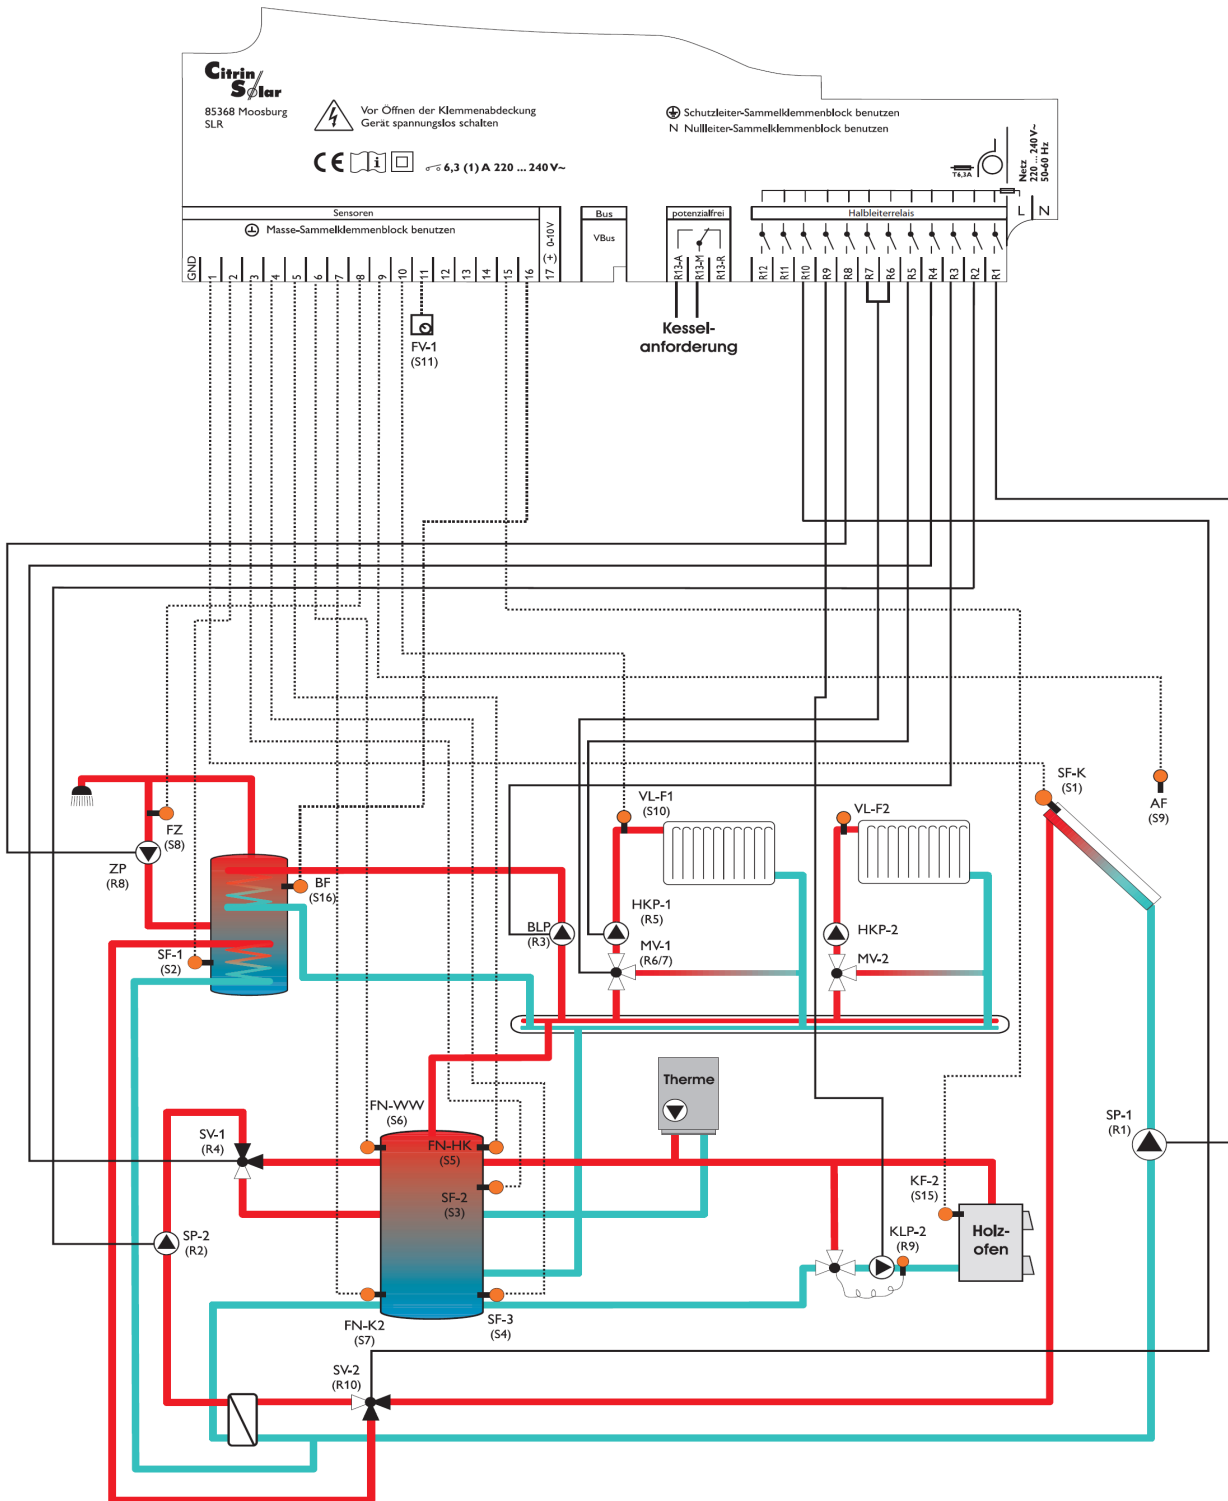 Citrin
Solar
85368 Moosburg
SLR
Vor Öffnen der Klemmenabdeckung
Gerät spannungslos schalten
CE i 6,3 (1) A 220 ... 240 V~
Schutzleiter-Sammelklemmenblock benutzen
N Nullleiter-Sammelklemmenblock benutzen
T6,3A
Netz
220 ... 240 V~
50-60 Hz
L N
Sensoren
Masse-Sammelklemmenblock benutzen
GND 1 2 3 4 5 6 7 8 9 10 11 12 13 14 15 16 17 (+) 0-10 V
Bus
VBus
potenzialfrei
R13-A R13-M R13-R
Halbleiterrelais
R12 R11 R10 R9 R8 R7 R6 R5 R4 R3 R2 R1
FV-1
(S11)
Kessel-
anforderung
SF-K
(S1)
AF
(S9)
VL-F1
(S10)
VL-F2
FZ
(S8)
ZP
(R8)
BF
(S16)
SF-1
(S2)
BLP
(R3)
HKP-1
(R5)
MV-1
(R6/7)
HKP-2
MV-2
Therme
FN-WW
(S6)
FN-HK
(S5)
SF-2
(S3)
SV-1
(R4)
SP-2
(R2)
SP-1
(R1)
KF-2
(S15)
KLP-2
(R9)
Holz-
ofen
FN-K2
(S7)
SF-3
(S4)
SV-2
(R10)